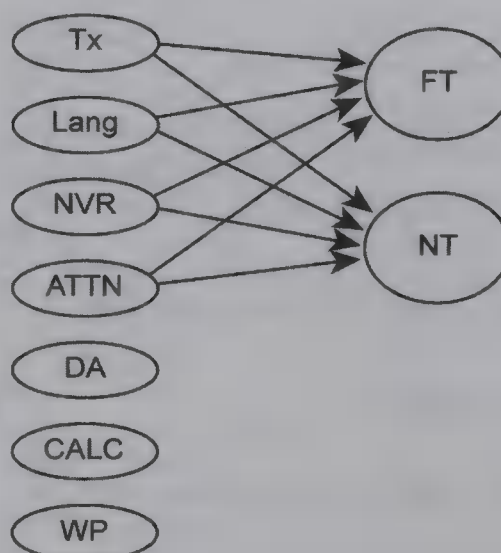 Tx
Lang
NVR
ATTN
DA
CALC
WP
FT
NT